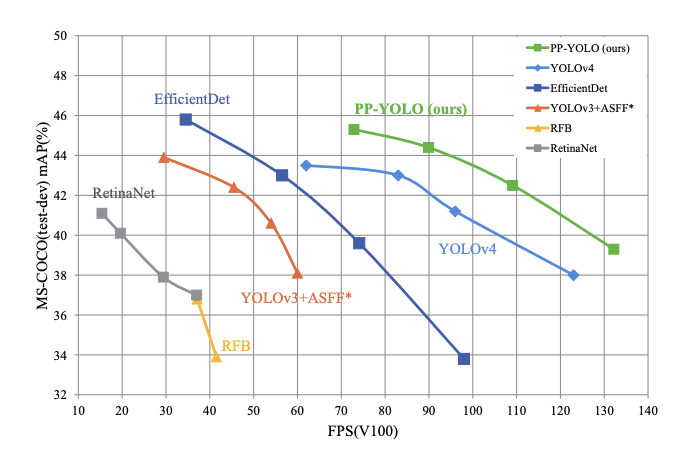 50
48
46
44
42
40
38
36
34
32
MS-COCO(test-dev) mAP(%)
10 20 30 40 50 60 70 80 90 100 110 120 130 140
FPS(V100)
EfficientDet
PP-YOLO (ours)
RetinaNet
YOLOv4
YOLOv3+ASFF*
RFB
PP-YOLO (ours)
YOLOv4
EfficientDet
YOLOv3+ASFF*
RFB
RetinaNet